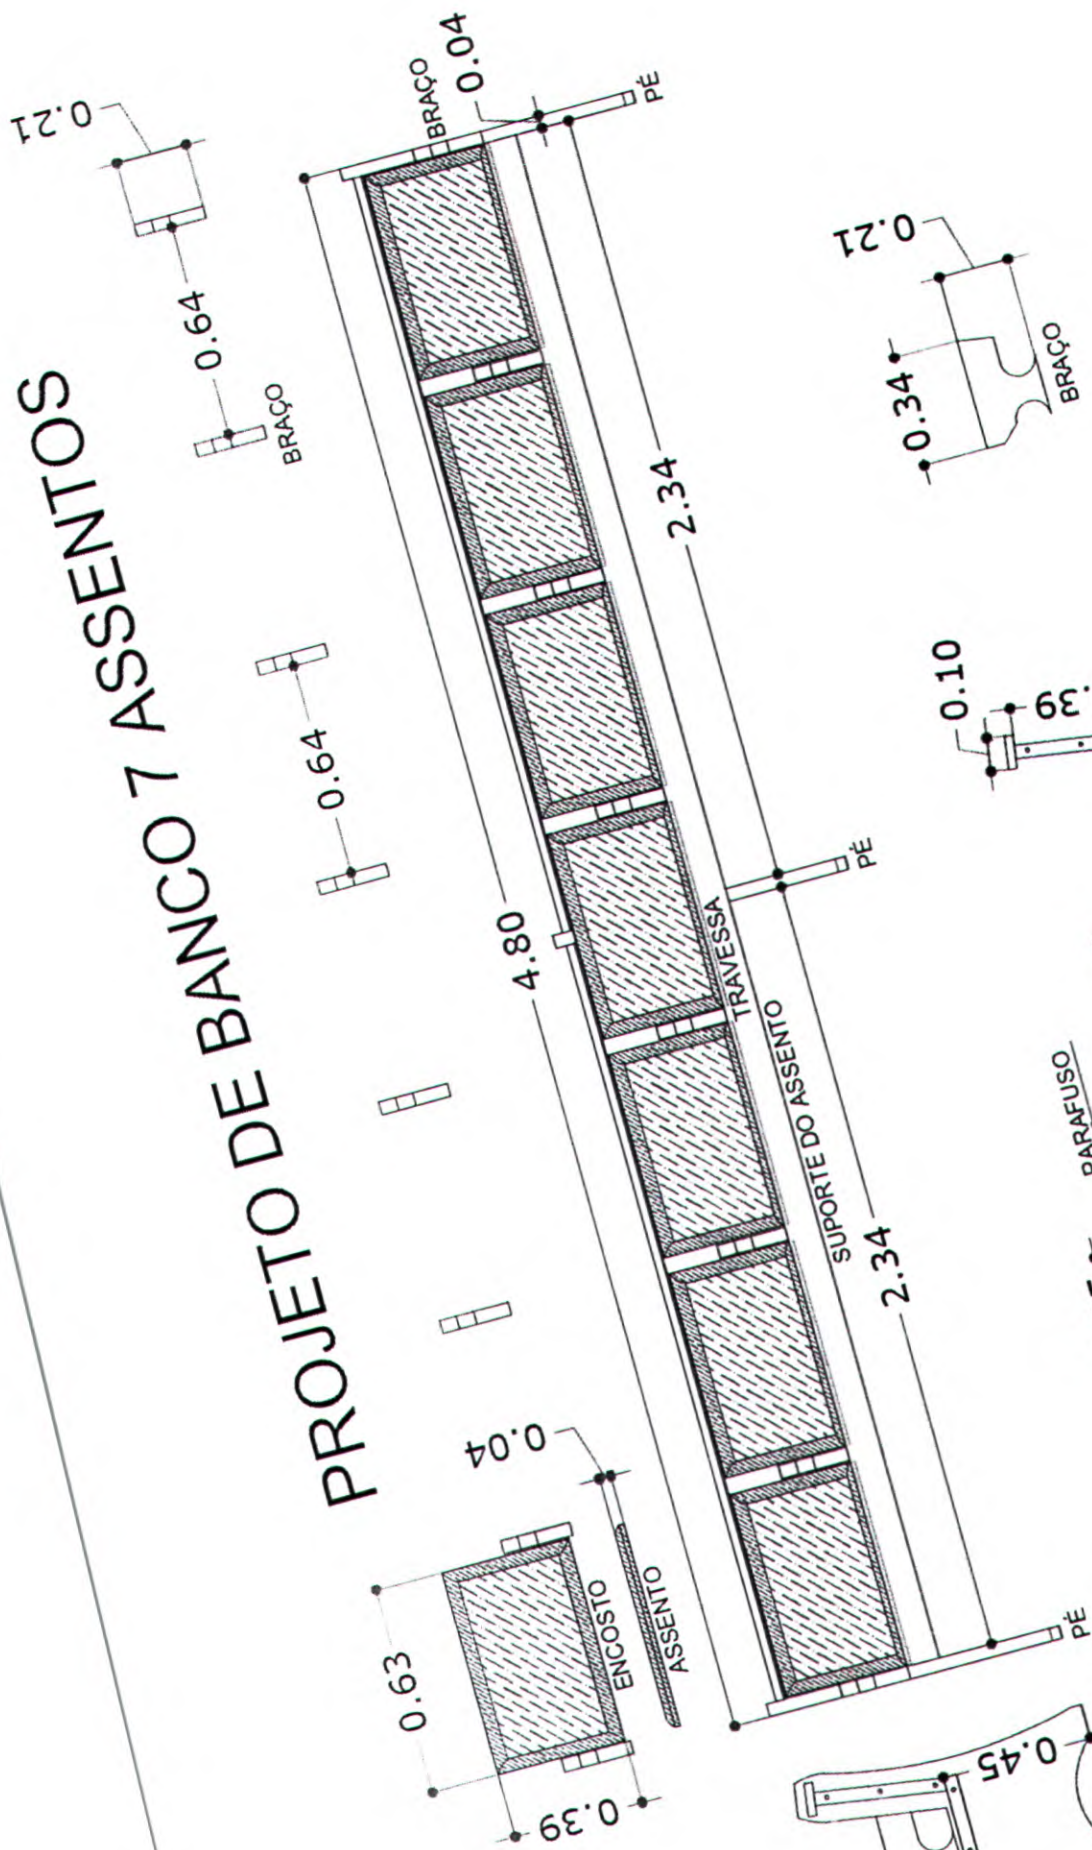 PROJETO DE BANCO 7 ASSENTOS
0.21
0.64
BRAÇO
0.64
0.04
BRAÇO
PÉ
4.80
2.34
PÉ
TRAVESSA
SUPORTE DO ASSENTO
2.34
PÉ
0.63
0.39
ENCOSTO
ASSENTO
0.04
0.21
0.34
BRAÇO
0.10
.39
PARAFUSO
0.45